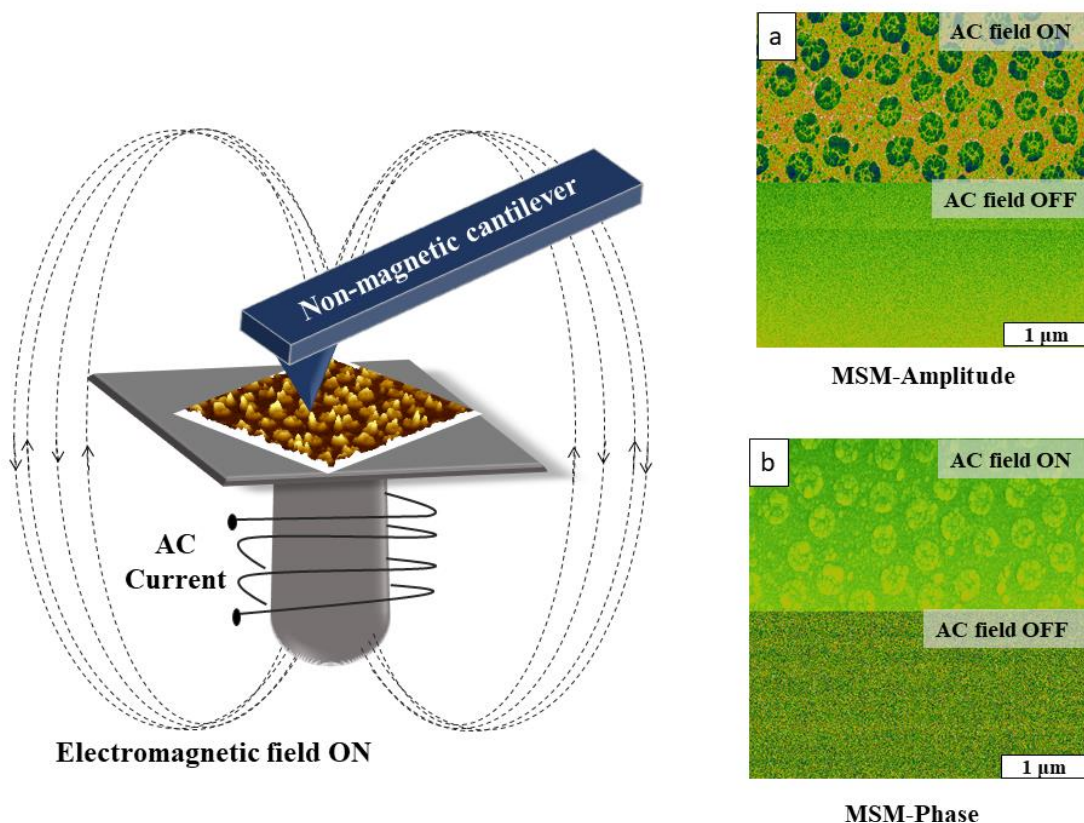 Non-magnetic cantilever
AC
Current
Electromagnetic field ON
a
AC field ON
AC field OFF
1 µm
MSM-Amplitude
b
AC field ON
AC field OFF
1 µm
MSM-Phase